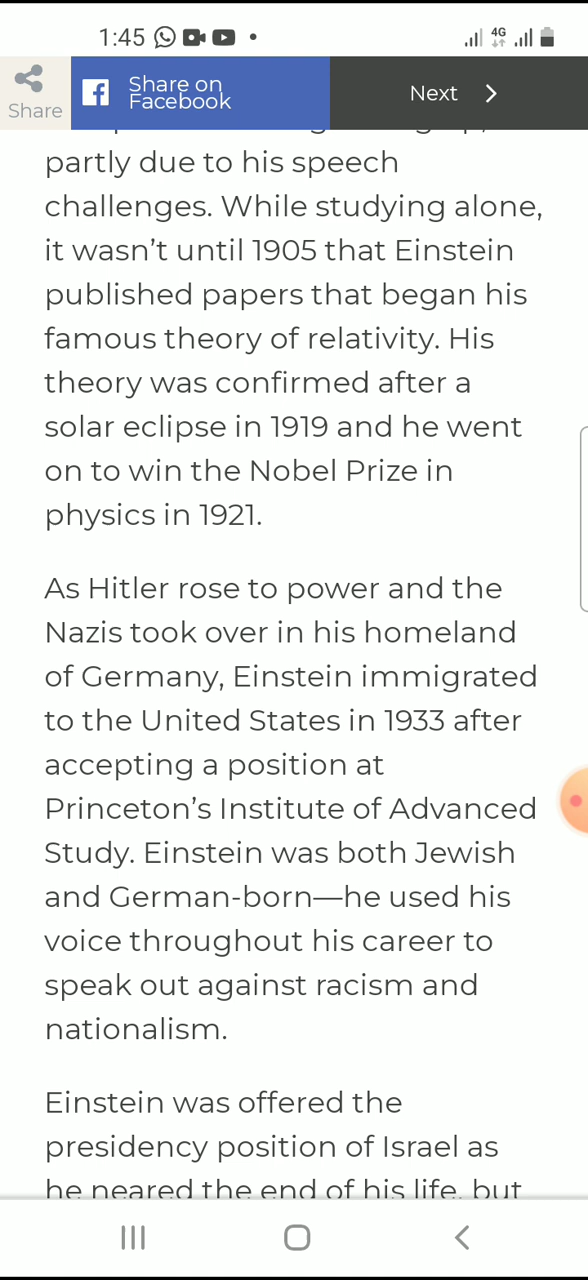 1:45
4G
Share
Share on
Facebook
Next
partly due to his speech
challenges. While studying alone,
it wasn't until 1905 that Einstein
published papers that began his
famous theory of relativity. His
theory was confirmed after a
solar eclipse in 1919 and he went
on to win the Nobel Prize in
physics in 1921.
As Hitler rose to power and the
Nazis took over in his homeland
of Germany, Einstein immigrated
to the United States in 1933 after
accepting a position at
Princeton's Institute of Advanced
Study. Einstein was both Jewish
and German-born—he used his
voice throughout his career to
speak out against racism and
nationalism.
Einstein was offered the
presidency position of Israel as
he neared the end of his life, but